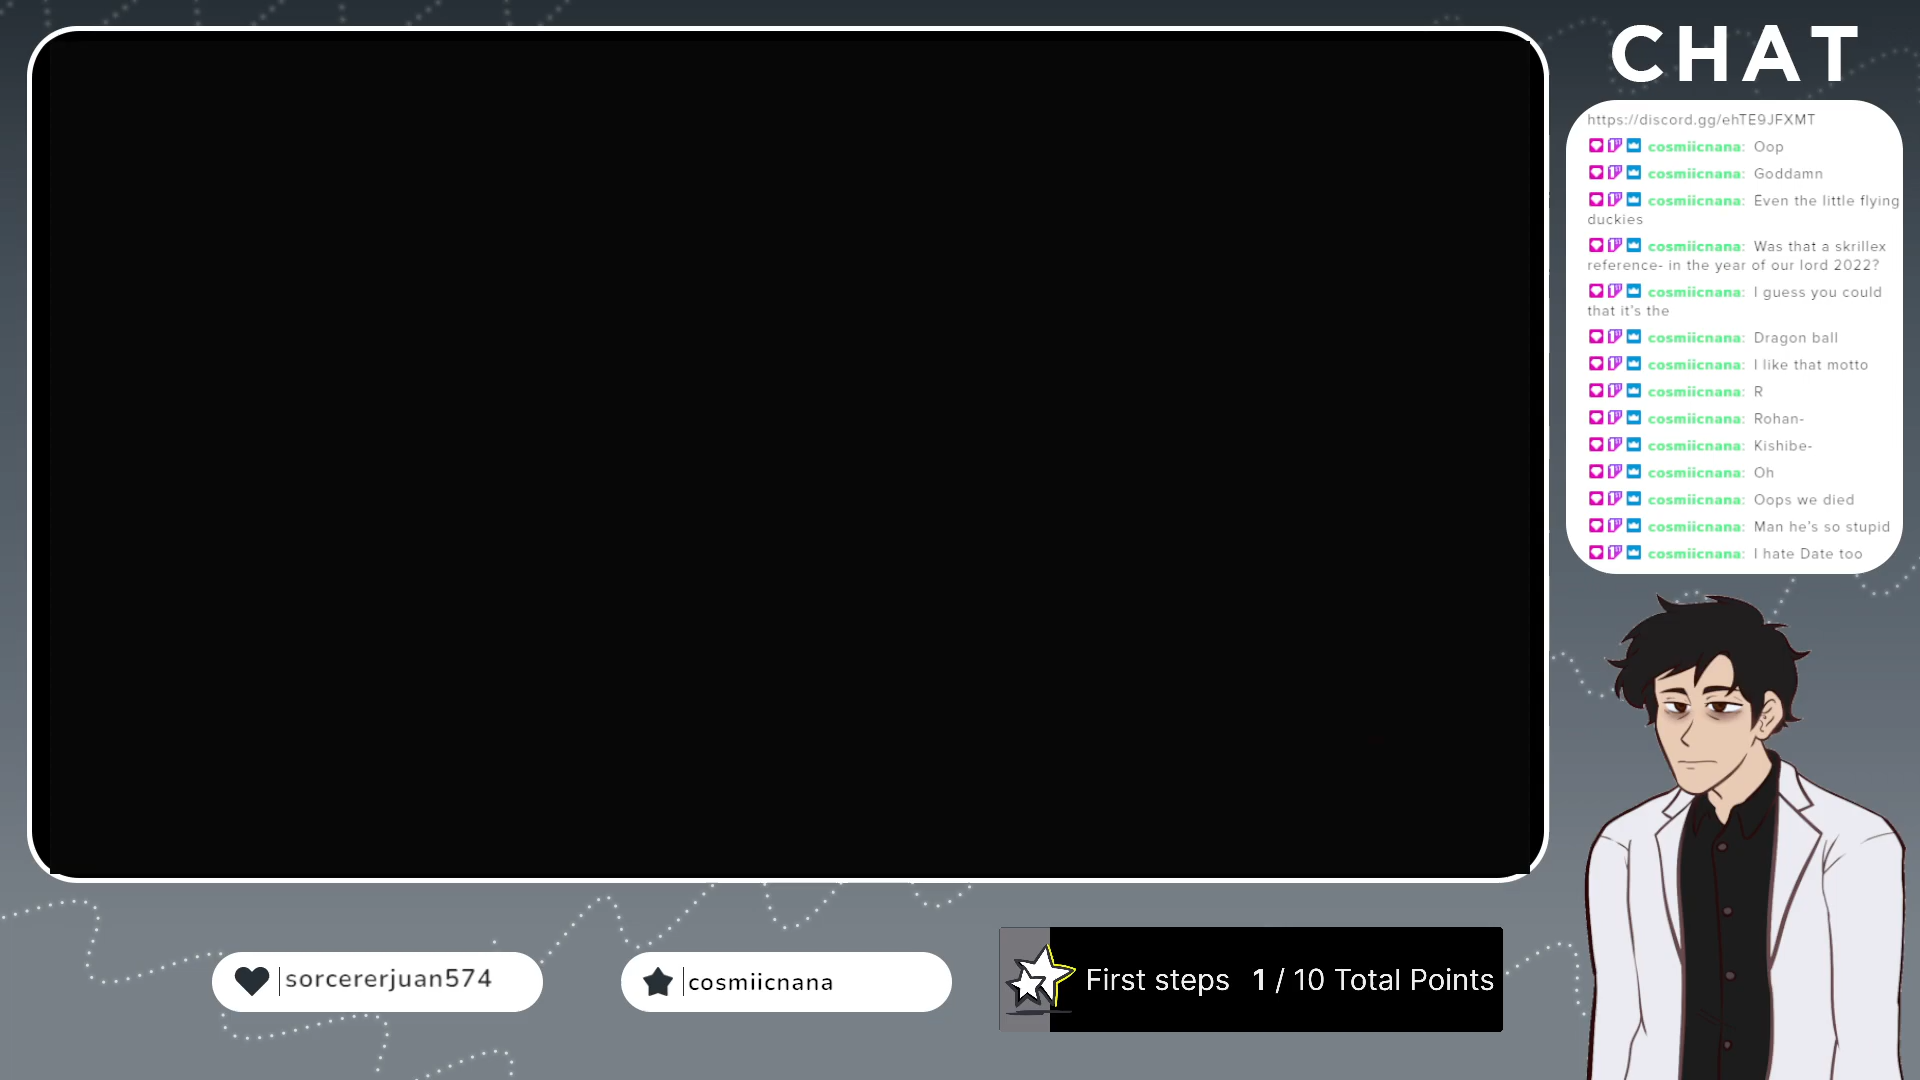 CHAT
https://discord.gg/ehTE9JFXMT
cosmiicnana: Oop
cosmiicnana: Goddamn
cosmiicnana: Even the little flying
duckies
cosmiicnana: Was that a skrillex
reference- in the year of our lord 2022?
cosmiicnana: I guess you could
that it's the
cosmiicnana: Dragon ball
cosmiicnana: I like that motto
cosmiicnana: R
cosmiicnana: Rohan-
cosmiicnana: Kishibe-
cosmiicnana: Oh
cosmiicnana: Oops we died
cosmiicnana: Man he's so stupid
cosmiicnana: I hate Date too
sorcererjuan574
cosmiicnana
First steps 1 / 10 Total Points